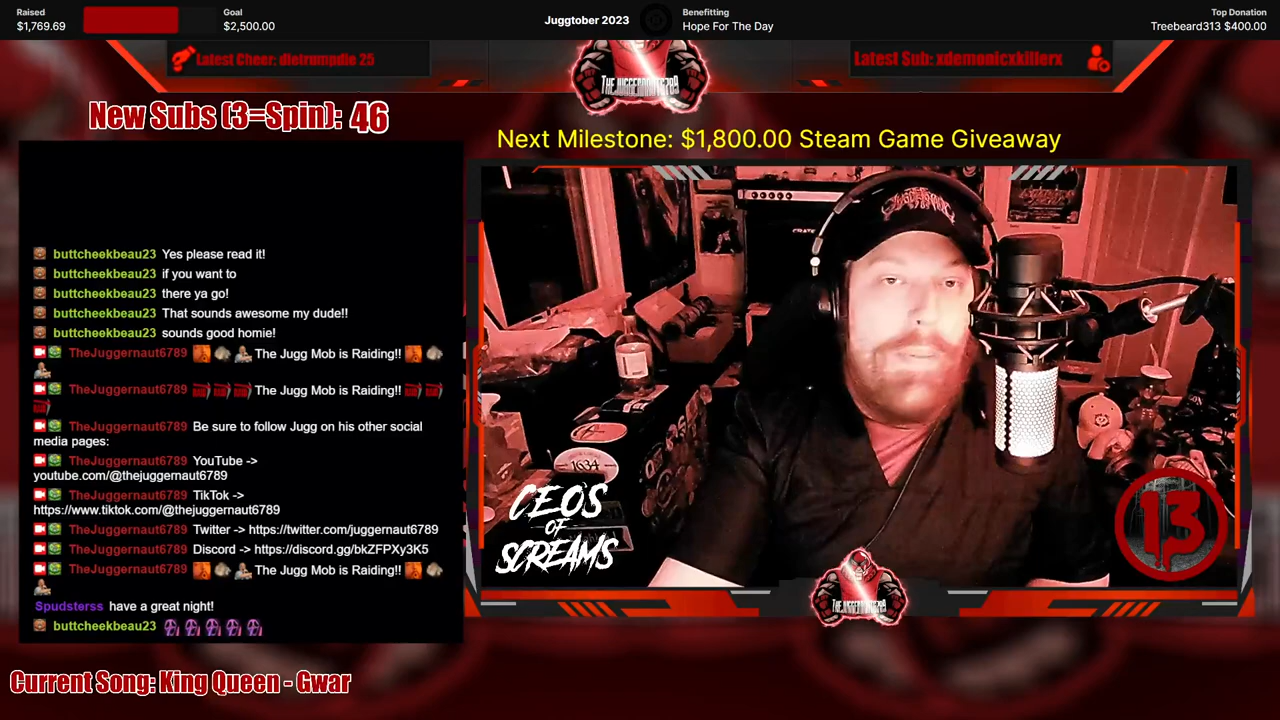 Raised
$1,769.69
Goal
$2,500.00
Juggtober 2023
Benefitting
Hope For The Day
Top Donation
Treebeard313 $400.00
Latest Cheer: dietrumpdie 25
THEJUGGERNAUT6789
Latest Sub: xdemonicxkillerx
New Subs (3=Spin): 46
Next Milestone: $1,800.00 Steam Game Giveaway
buttcheekbeau23 Yes please read it!
buttcheekbeau23 if you want to
buttcheekbeau23 there ya go!
buttcheekbeau23 That sounds awesome my dude!!
buttcheekbeau23 sounds good homie!
TheJuggernaut6789 The Jugg Mob is Raiding!!
TheJuggernaut6789 The Jugg Mob is Raiding!!
TheJuggernaut6789 Be sure to follow Jugg on his other social
media pages:
TheJuggernaut6789 YouTube ->
youtube.com/@thejuggernaut6789
TheJuggernaut6789 TikTok ->
https://www.tiktok.com/@thejuggernaut6789
TheJuggernaut6789 Twitter -> https://twitter.com/juggernaut6789
TheJuggernaut6789 Discord -> https://discord.gg/bkZFPXy3K5
TheJuggernaut6789 The Jugg Mob is Raiding!!
Spudsterss have a great night!
buttcheekbeau23
1634
CEO'S
OF
SCREAMS
13
THEJUGGERNAUT6789
Current Song: King Queen - Gwar